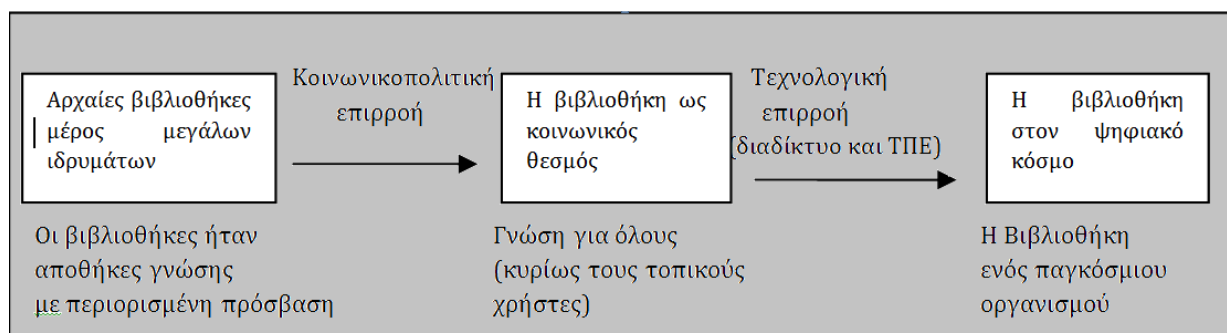 Αρχαίες βιβλιοθήκες
μέρος μεγάλων
ιδρυμάτων
Οι βιβλιοθήκες ήταν
αποθήκες γνώσης
με περιορισμένη πρόσβαση
Κοινωνικοπολιτική
επιρροή
Η βιβλιοθήκη ως
κοινωνικός
θεσμός
Γνώση για όλους
(κυρίως τους τοπικούς
χρήστες)
Τεχνολογική
επιρροή
(διαδίκτυο και ΤΠΕ)
Η βιβλιοθήκη
στον ψηφιακό
κόσμο
Η Βιβλιοθήκη
ενός παγκόσμιου
οργανισμού